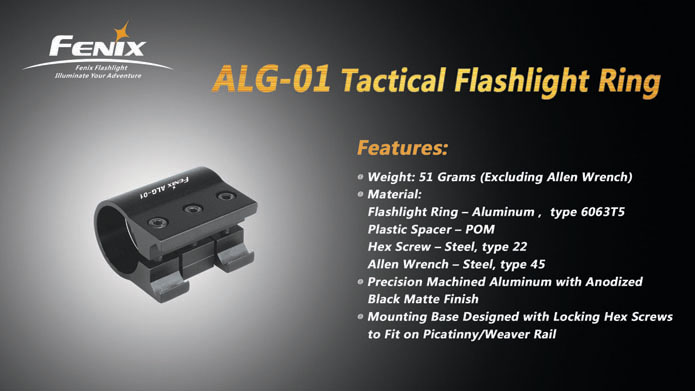 FENIX
Fenix Flashlight
Illuminate Your Adventure
ALG-01 Tactical Flashlight Ring
Features:
Weight: 51 Grams (Excluding Allen Wrench)
Material:
Flashlight Ring – Aluminum , type 6063T5
Plastic Spacer – POM
Hex Screw – Steel, type 22
Allen Wrench – Steel, type 45
Precision Machined Aluminum with Anodized
Black Matte Finish
Mounting Base Designed with Locking Hex Screws
to Fit on Picatinny/Weaver Rail
FENIX ALG-01